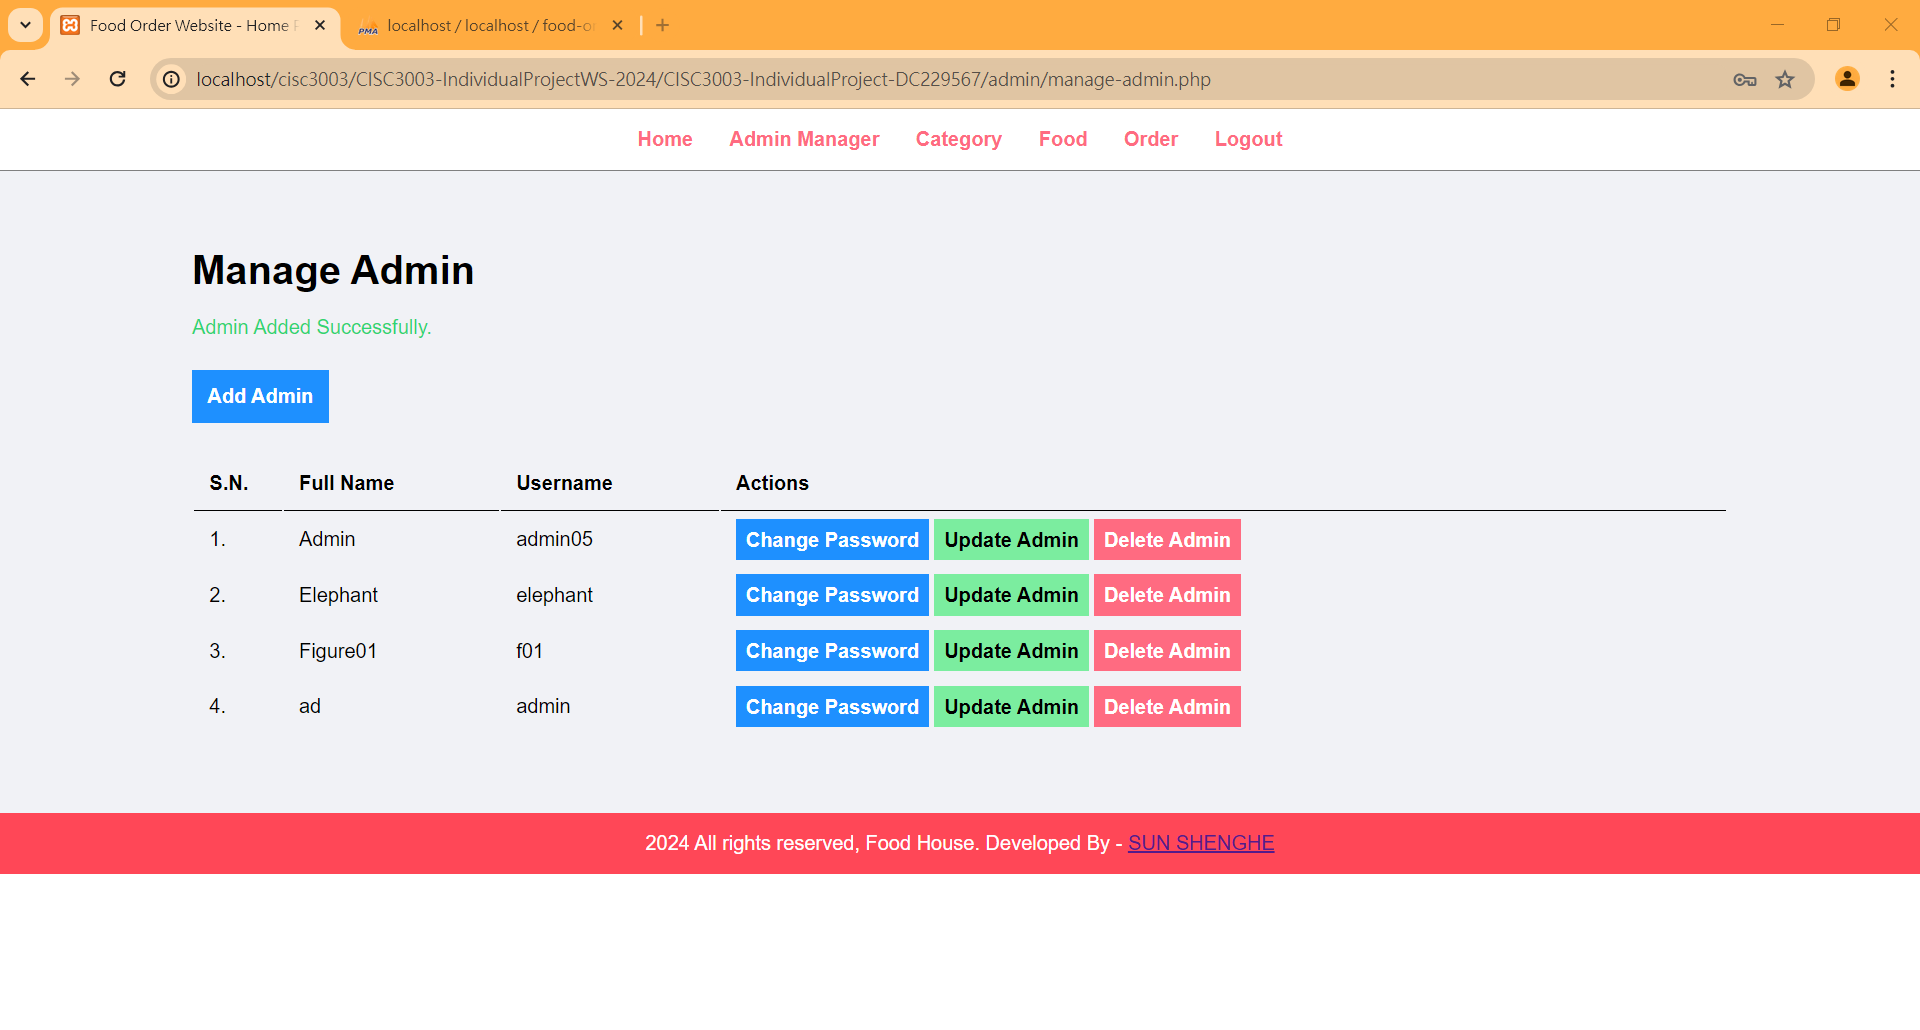 Food Order Website - Home
PMA localhost / localhost / food-o
localhost/cisc3003/CISC3003-IndividualProjectWS-2024/CISC3003-IndividualProject-DC229567/admin/manage-admin.php
Home Admin Manager Category Food Order Logout
Manage Admin
Admin Added Successfully.
Add Admin
S.N. Full Name Username Actions
1. Admin admin05 Change Password Update Admin Delete Admin
2. Elephant elephant Change Password Update Admin Delete Admin
3. Figure01 f01 Change Password Update Admin Delete Admin
4. ad admin Change Password Update Admin Delete Admin
2024 All rights reserved, Food House. Developed By - SUN SHENGHE